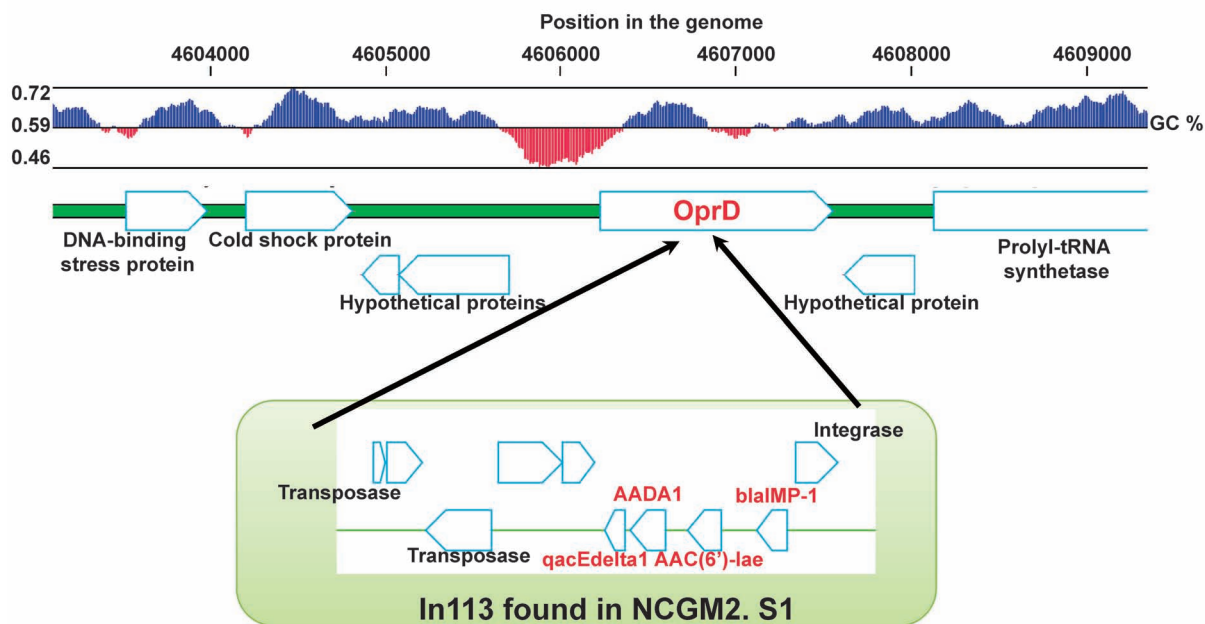 Position in the genome
4604000 4605000 4606000 4607000 4608000 4609000
0.72
0.59
GC %
0.46
OprD
DNA-binding
stress protein
Cold shock protein
Prolyl-tRNA
synthetase
Hypothetical proteins
Hypothetical protein
Integrase
Transposase
AADA1
blaIMP-1
Transposase
qacEdelta1 AAC(6')-Iae
In113 found in NCGM2. S1